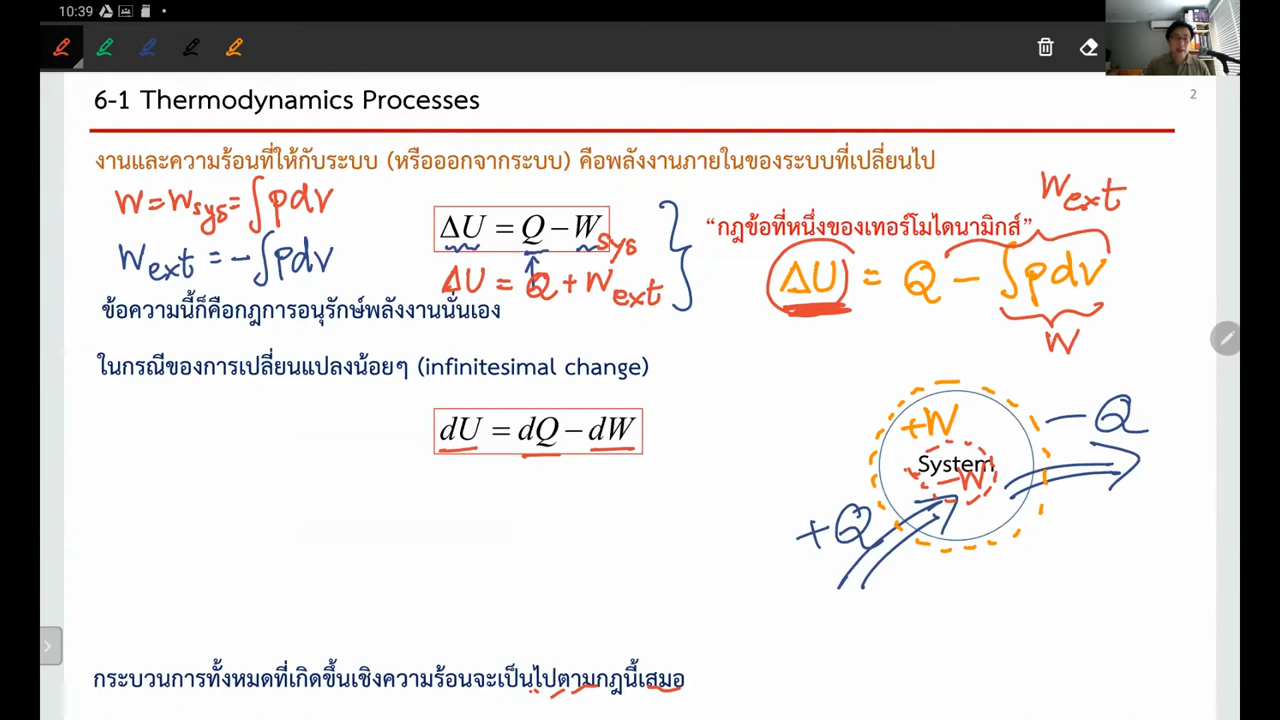 10:39
2
6-1 Thermodynamics Processes
งานและความร้อนที่ให้กับระบบ (หรือออกจากระบบ) คือพลังงานภายในของระบบที่เปลี่ยนไป
W = Wsys = ∫pdV
Wext = -∫pdV
ΔU = Q − W sys
ΔU = Q + Wext
“กฎข้อที่หนึ่งของเทอร์โมไดนามิกส์”
Wext
ΔU = Q − ∫pdV
W
ข้อความนี้ก็คือกฎการอนุรักษ์พลังงานนั่นเอง
ในกรณีของการเปลี่ยนแปลงน้อยๆ (infinitesimal change)
dU = dQ − dW
+W
− Q
System
−W
+Q
กระบวนการทั้งหมดที่เกิดขึ้นเชิงความร้อนจะเป็นไปตามกฎนี้เสมอ